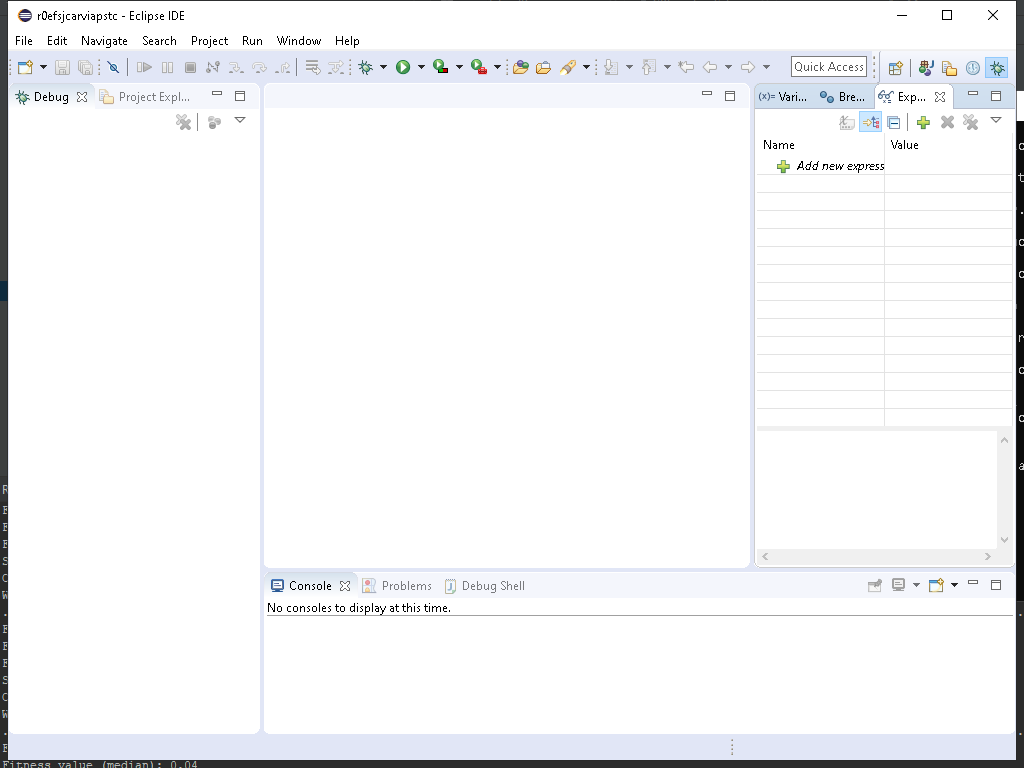 r0efsjcarviapstc - Eclipse IDE
File Edit Navigate Search Project Run Window Help
Quick Access
Debug Project Expl...
(x)= Vari... Bre... Exp...
Name Value
Add new express
Console Problems Debug Shell
No consoles to display at this time.
Fitness value (median): 0.04